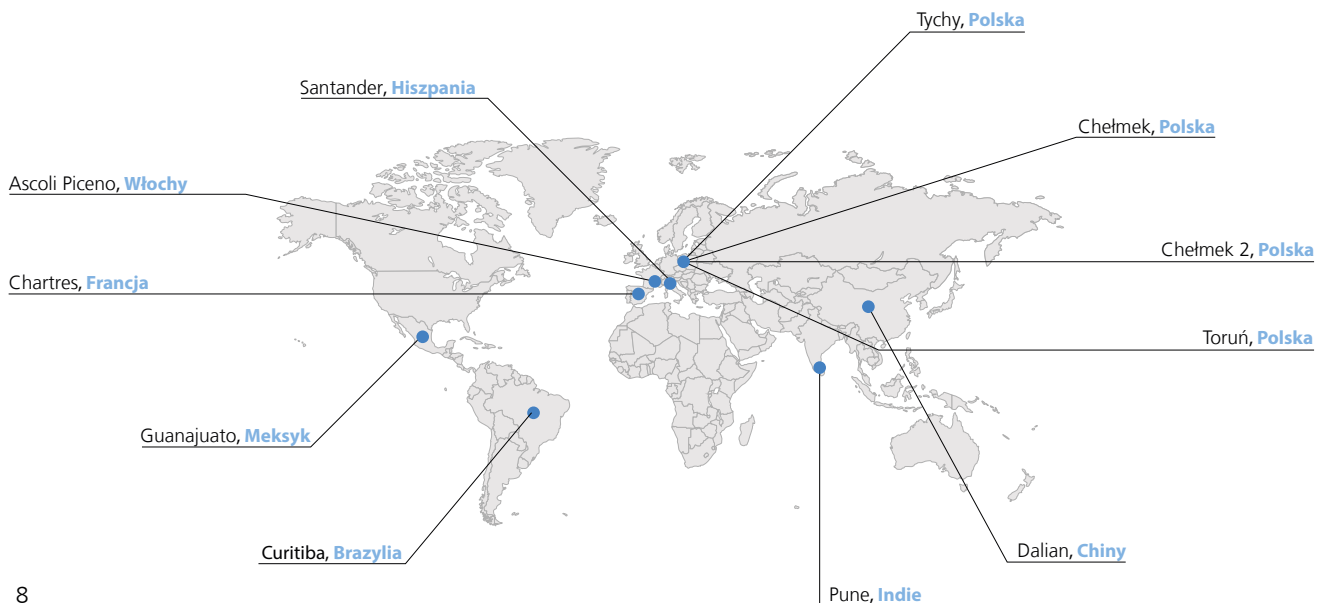 Tychy, Polska
Santander, Hiszpania
Chełmek, Polska
Ascoli Piceno, Włochy
Chełmek 2, Polska
Chartres, Francja
Toruń, Polska
Guanajuato, Meksyk
Curitiba, Brazylia
Dalian, Chiny
8
Pune, Indie